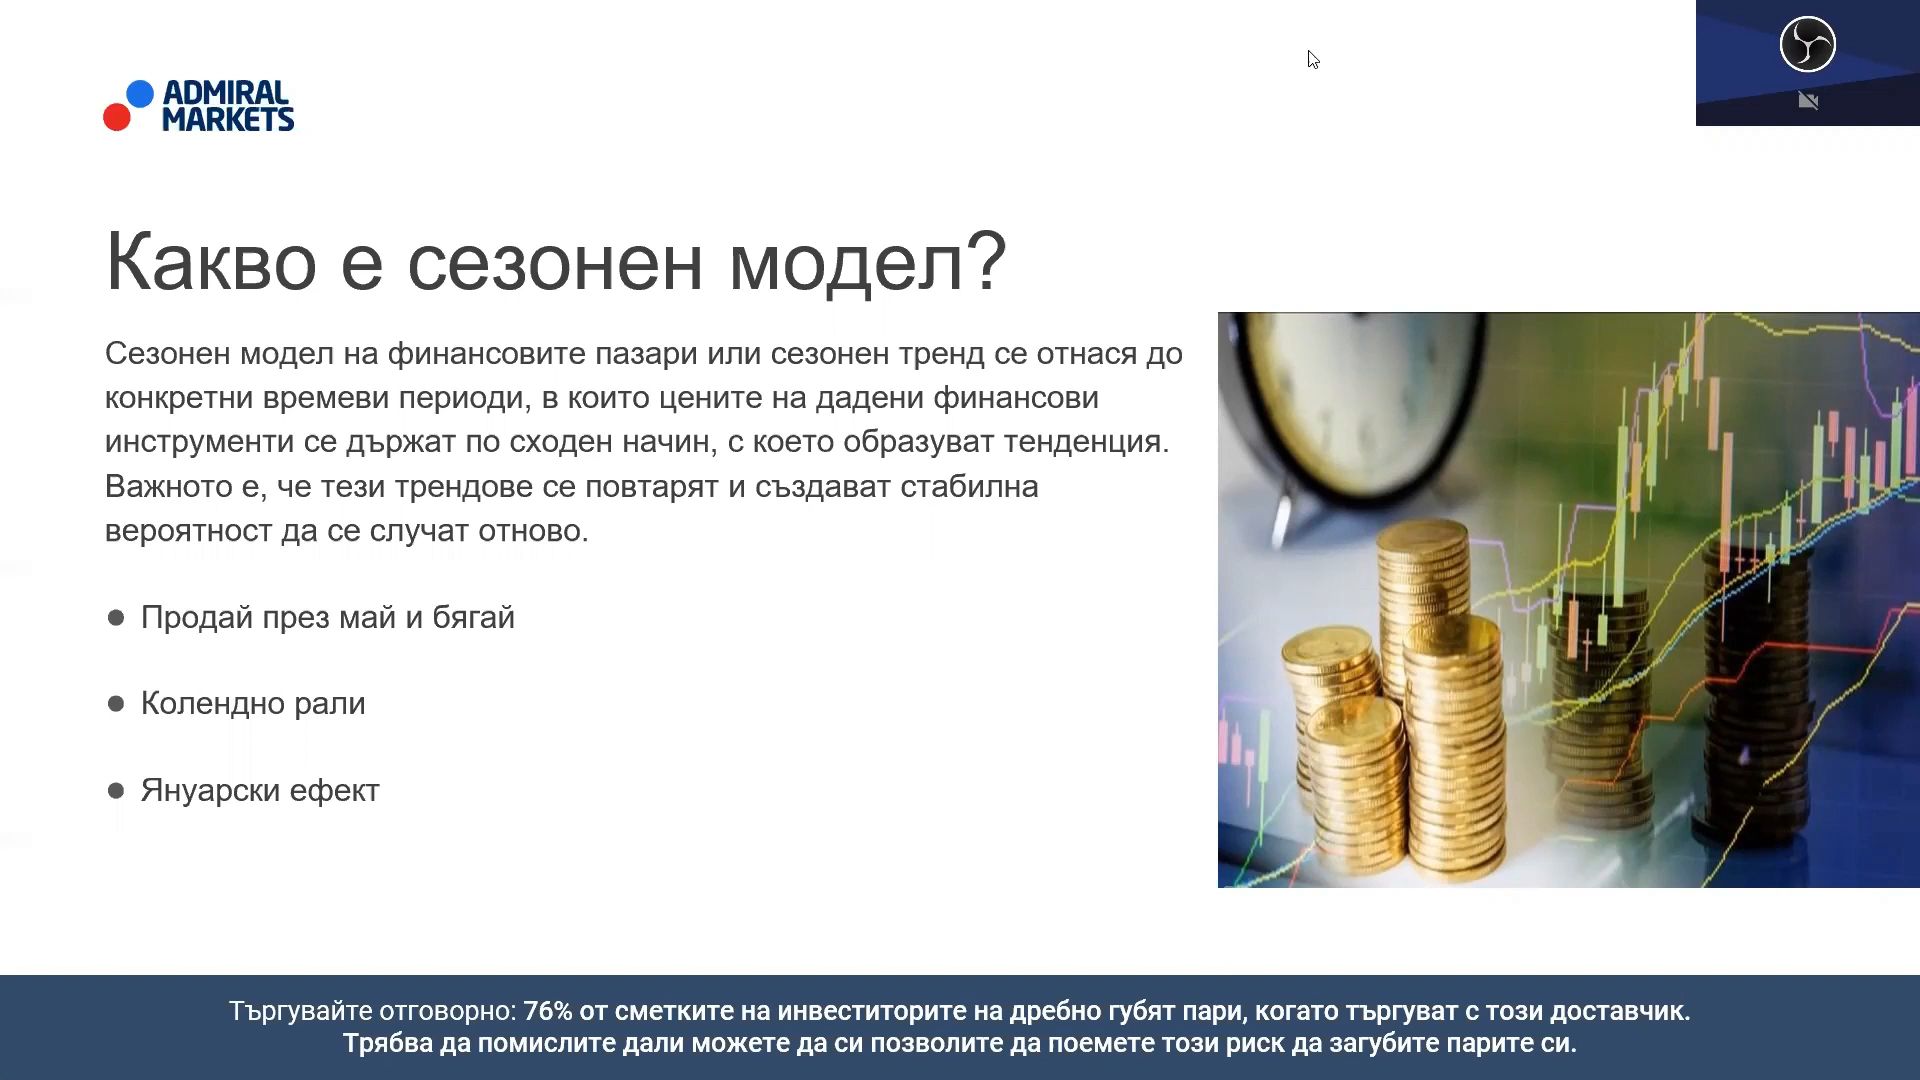 ADMIRAL
MARKETS
Какво е сезонен модел?
Сезонен модел на финансовите пазари или сезонен тренд се отнася до
конкретни времеви периоди, в които цените на дадени финансови
инструменти се държат по сходен начин, с което образуват тенденция.
Важното е, че тези трендове се повтарят и създават стабилна
вероятност да се случат отново.
● Продай през май и бягай
● Колендно рали
● Януарски ефект
Търгувайте отговорно: 76% от сметките на инвеститорите на дребно губят пари, когато търгуват с този доставчик.
Трябва да помислите дали можете да си позволите да поемете този риск да загубите парите си.